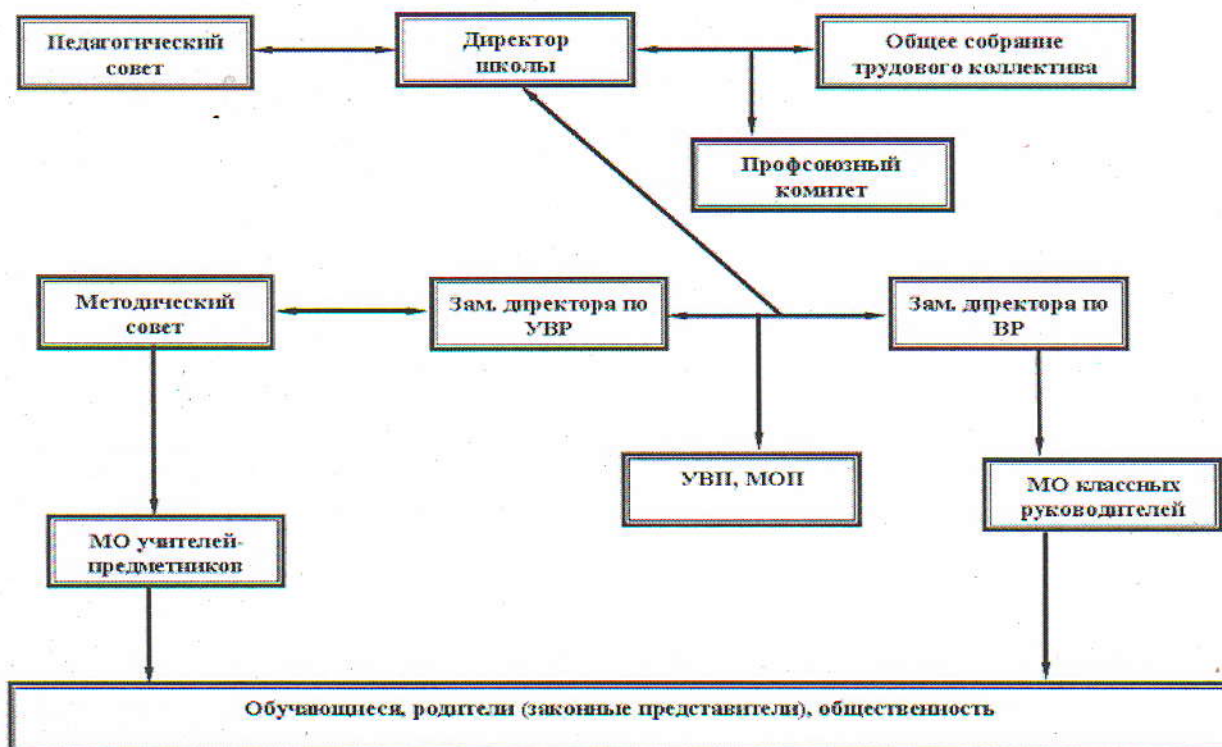 Педагогический
совет
Директор
школы
Общее собрание
трудового коллектива
Профсоюзный
комитет
Методический
совет
Зам. директора по
УВР
Зам. директора по
ВР
УВП, МОП
МО классных
руководителей
МО учителей-
предметников
Обучающиеся, родители (законные представители), общественность